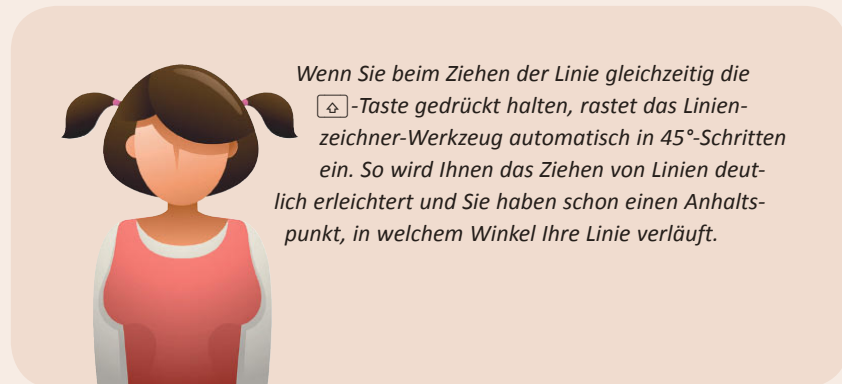 Wenn Sie beim Ziehen der Linie gleichzeitig die
⇧-Taste gedrückt halten, rastet das Linien-
zeichner-Werkzeug automatisch in 45°-Schritten
ein. So wird Ihnen das Ziehen von Linien deut-
lich erleichtert und Sie haben schon einen Anhalts-
punkt, in welchem Winkel Ihre Linie verläuft.